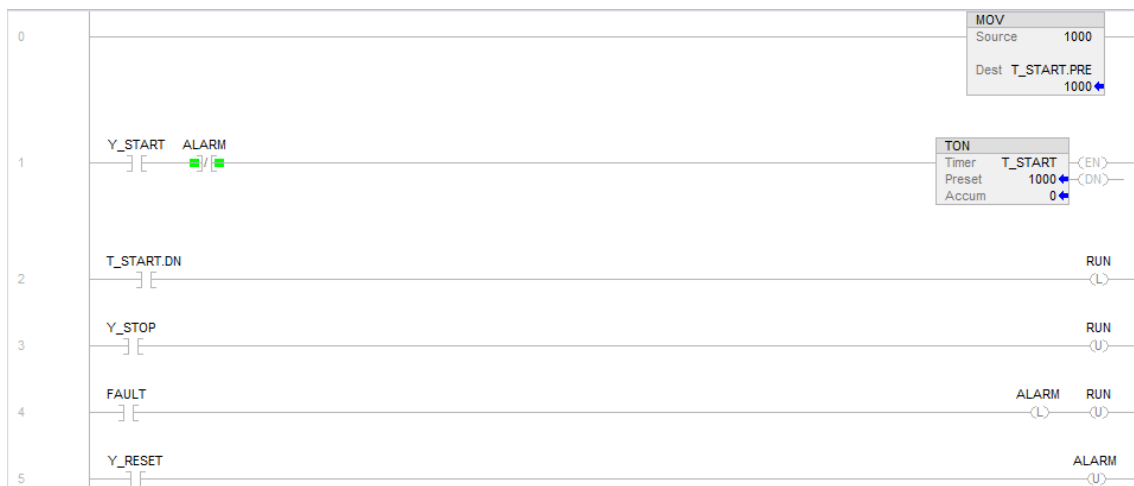 MOV
0
Source 1000
Dest T_START.PRE
1000
Y_START ALARM
TON
1
Timer T_START (EN)
Preset 1000 (DN)
Accum 0
T_START.DN RUN
2
(L)
Y_STOP RUN
3
(U)
FAULT ALARM RUN
4
(L) (U)
Y_RESET ALARM
5
(U)